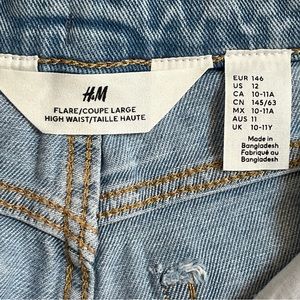 H&M
FLARE/COUPE LARGE
HIGH WAIST/TAILLE HAUTE
EUR 146
US 12
CA 10-11A
CN 145/63
MX 10-11A
AUS 11
UK 10-11Y
Made in
Bangladesh
Fabriqué au
Bangladesh